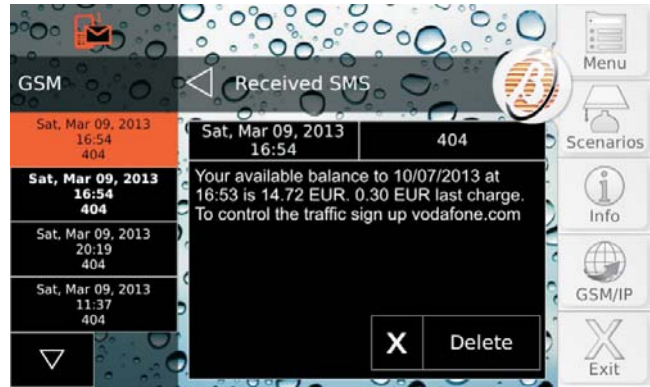 GSM
Received SMS
Sat, Mar 09, 2013
16:54
404
Sat, Mar 09, 2013
16:54
404
Sat, Mar 09, 2013
20:19
404
Sat, Mar 09, 2013
11:37
404
Sat, Mar 09, 2013
16:54
404
Your available balance to 10/07/2013 at
16:53 is 14.72 EUR. 0.30 EUR last charge.
To control the traffic sign up vodafone.com
X
Delete
Menu
Scenarios
Info
GSM/IP
Exit